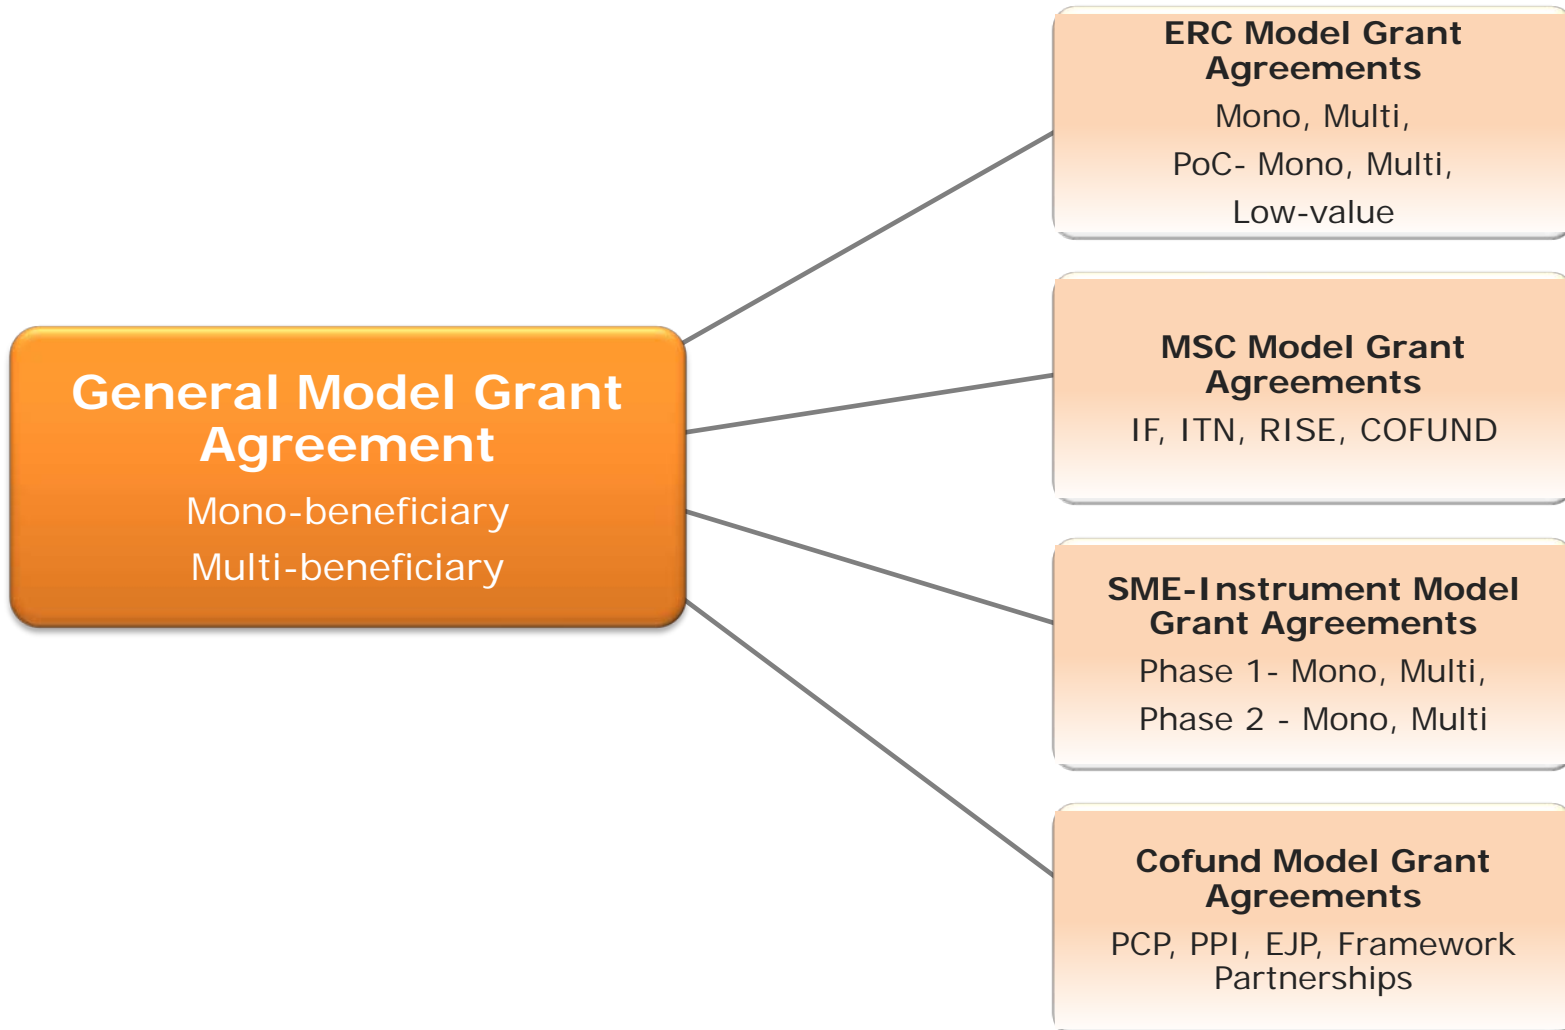 General Model Grant
Agreement
Mono-beneficiary
Multi-beneficiary
ERC Model Grant
Agreements
Mono, Multi,
PoC- Mono, Multi,
Low-value
MSC Model Grant
Agreements
IF, ITN, RISE, COFUND
SME-Instrument Model
Grant Agreements
Phase 1- Mono, Multi,
Phase 2 - Mono, Multi
Cofund Model Grant
Agreements
PCP, PPI, EJP, Framework
Partnerships